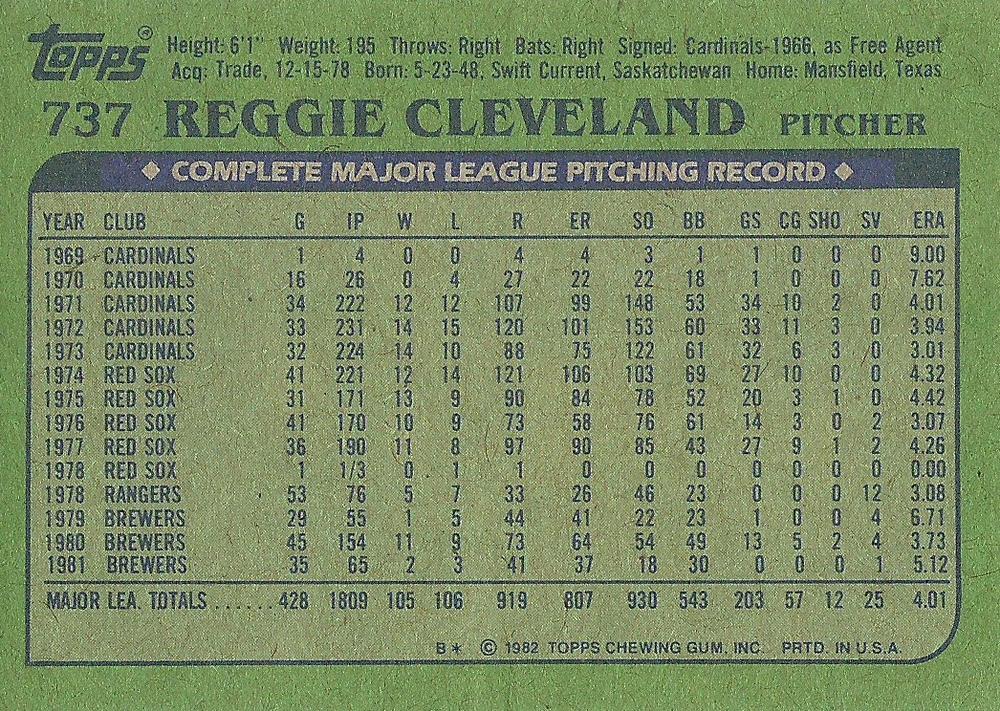 Topps® Height: 6'1" Weight: 195 Throws: Right Bats: Right Signed: Cardinals-1966, as Free Agent
Acq: Trade, 12-15-78 Born: 5-23-48, Swift Current, Saskatchewan Home: Mansfield, Texas
737 REGGIE CLEVELAND PITCHER
◆ COMPLETE MAJOR LEAGUE PITCHING RECORD ◆
YEAR CLUB G IP W L R ER SO BB GS CG SHO SV ERA
1969 CARDINALS 1 4 0 0 4 4 3 1 1 0 0 0 9.00
1970 CARDINALS 16 26 0 4 27 22 22 18 1 0 0 0 7.62
1971 CARDINALS 34 222 12 12 107 99 148 53 34 10 2 0 4.01
1972 CARDINALS 33 231 14 15 120 101 153 60 33 11 3 0 3.94
1973 CARDINALS 32 224 14 10 88 75 122 61 32 6 3 0 3.01
1974 RED SOX 41 221 12 14 121 106 103 69 27 10 0 0 4.32
1975 RED SOX 31 171 13 9 90 84 78 52 20 3 1 0 4.42
1976 RED SOX 41 170 10 9 73 58 76 61 14 3 0 2 3.07
1977 RED SOX 36 190 11 8 97 90 85 43 27 9 1 2 4.26
1978 RED SOX 1 1/3 0 1 1 0 0 0 0 0 0 0 0.00
1978 RANGERS 53 76 5 7 33 26 46 23 0 0 0 12 3.08
1979 BREWERS 29 55 1 5 44 41 22 23 1 0 0 4 6.71
1980 BREWERS 45 154 11 9 73 64 54 49 13 5 2 4 3.73
1981 BREWERS 35 65 2 3 41 37 18 30 0 0 0 1 5.12
MAJOR LEA. TOTALS ......428 1809 105 106 919 807 930 543 203 57 12 25 4.01
B* © 1982 TOPPS CHEWING GUM, INC. PRTD. IN U.S.A.